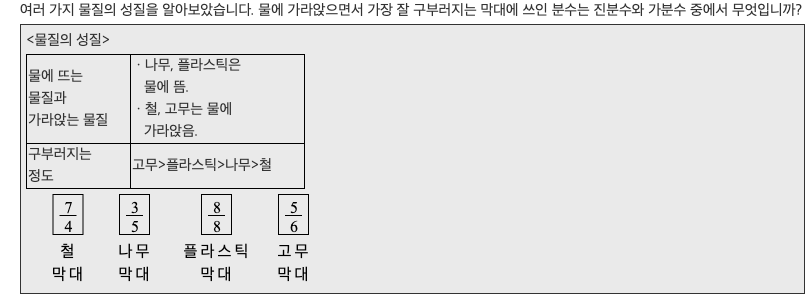 여러 가지 물질의 성질을 알아보았습니다. 물에 가라앉으면서 가장 잘 구부러지는 막대에 쓰인 분수는 진분수와 가분수 중에서 무엇입니까?
<물질의 성질>
물에 뜨는
물질과
가라앉는 물질
· 나무, 플라스틱은
물에 뜸.
· 철, 고무는 물에
가라앉음.
구부러지는
정도
고무>플라스틱>나무>철
7/4 3/5 8/8 5/6
철 나무 플라스틱 고무
막대 막대 막대 막대